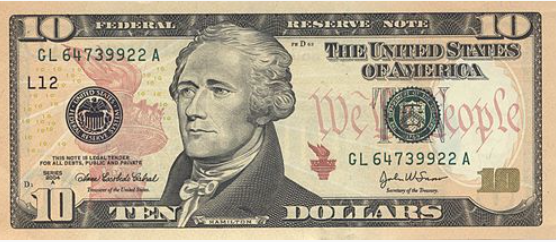 10 FEDERAL RESERVE NOTE 10
GL 64739922 A
THE UNITED STATES
OF AMERICA
L12
We the People
THIS NOTE IS LEGAL TENDER
FOR ALL DEBTS, PUBLIC AND PRIVATE
GL 64739922 A
SERIES
2004
A
Treasurer of the United States.
Secretary of the Treasury.
10
10
TEN DOLLARS
HAMILTON